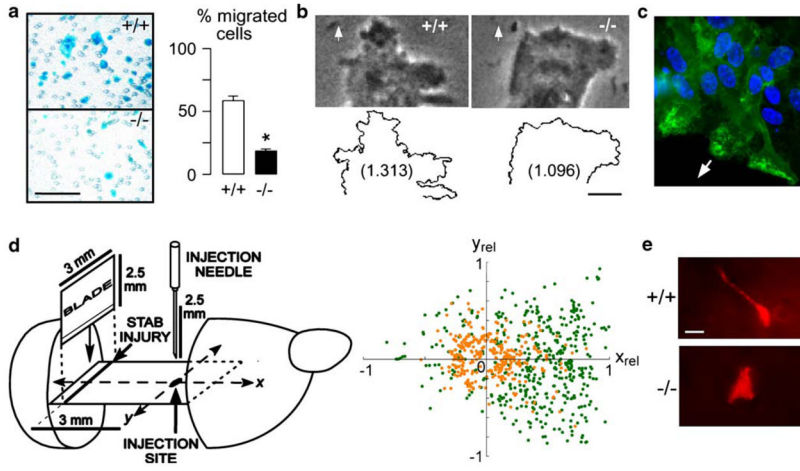 a
+/+
-/-
% migrated
cells
100
50
0
*
+/+ -/-
b
+/+
-/-
(1.313)
(1.096)
c
d
3 mm
2.5
mm
BLADE
STAB
INJURY
INJECTION
NEEDLE
2.5
mm
x
y
3 mm
INJECTION
SITE
yrel
1
xrel
-1
0
1
-1
e
+/+
-/-